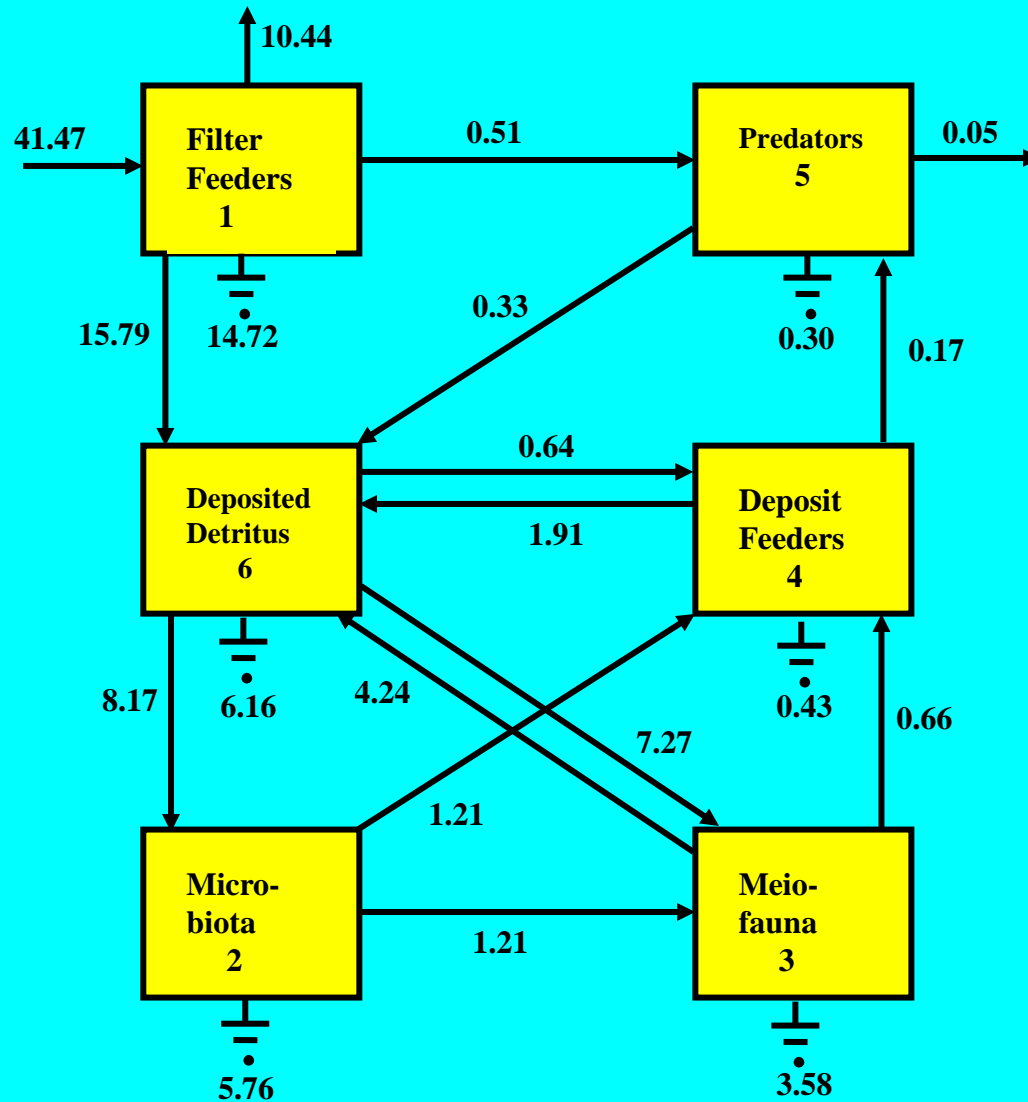 10.44
41.47
Filter
Feeders
1
0.51
Predators
5
0.05
15.79
14.72
0.33
0.30
0.17
Deposited
Detritus
6
0.64
1.91
Deposit
Feeders
4
8.17
6.16
4.24
7.27
0.43
0.66
1.21
Micro-
biota
2
1.21
Meio-
fauna
3
5.76
3.58